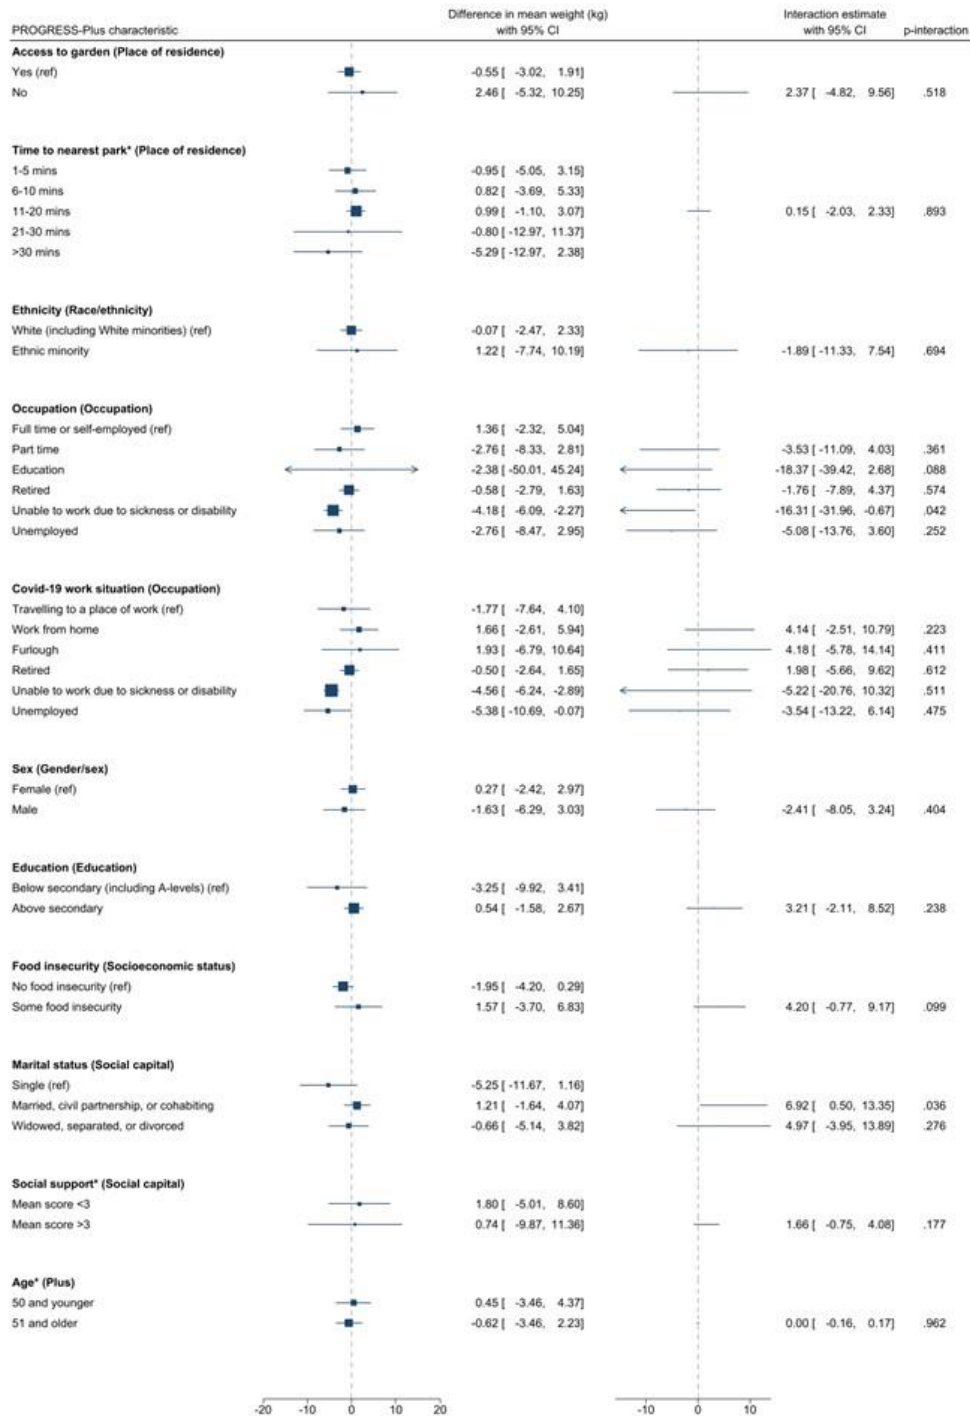 Difference in mean weight (kg) Interaction estimate
PROGRESS-Plus characteristic with 95% CI with 95% CI p-interaction
Access to garden (Place of residence)
Yes (ref) -0.55 [ -3.02, 1.91]
No 2.46 [ -5.32, 10.25] 2.37 [ -4.82, 9.56] .518
Time to nearest park* (Place of residence)
1-5 mins -0.95 [ -5.05, 3.15]
6-10 mins 0.82 [ -3.69, 5.33]
11-20 mins 0.99 [ -1.10, 3.07] 0.15 [ -2.03, 2.33] .893
21-30 mins -0.80 [ -12.97, 11.37]
>30 mins -5.29 [ -12.97, 2.38]
Ethnicity (Race/ethnicity)
White (including White minorities) (ref) -0.07 [ -2.47, 2.33]
Ethnic minority 1.22 [ -7.74, 10.19] -1.89 [ -11.33, 7.54] .694
Occupation (Occupation)
Full time or self-employed (ref) 1.36 [ -2.32, 5.04]
Part time -2.76 [ -8.33, 2.81] -3.53 [ -11.09, 4.03] .361
Education -2.38 [ -50.01, 45.24] -18.37 [ -39.42, 2.68] .088
Retired -0.58 [ -2.79, 1.63] -1.76 [ -7.89, 4.37] .574
Unable to work due to sickness or disability -4.18 [ -6.09, -2.27] -16.31 [ -31.96, -0.67] .042
Unemployed -2.76 [ -8.47, 2.95] -5.08 [ -13.76, 3.60] .252
Covid-19 work situation (Occupation)
Travelling to a place of work (ref) -1.77 [ -7.64, 4.10]
Work from home 1.66 [ -2.61, 5.94] 4.14 [ -2.51, 10.79] .223
Furlough 1.93 [ -6.79, 10.64] 4.18 [ -5.78, 14.14] .411
Retired -0.50 [ -2.64, 1.65] 1.98 [ -5.66, 9.62] .612
Unable to work due to sickness or disability -4.56 [ -6.24, -2.89] -5.22 [ -20.76, 10.32] .511
Unemployed -5.38 [ -10.69, -0.07] -3.54 [ -13.22, 6.14] .475
Sex (Gender/sex)
Female (ref) 0.27 [ -2.42, 2.97]
Male -1.63 [ -6.29, 3.03] -2.41 [ -8.05, 3.24] .404
Education (Education)
Below secondary (including A-levels) (ref) -3.25 [ -9.92, 3.41]
Above secondary 0.54 [ -1.58, 2.67] 3.21 [ -2.11, 8.52] .238
Food insecurity (Socioeconomic status)
No food insecurity (ref) -1.95 [ -4.20, 0.29]
Some food insecurity 1.57 [ -3.70, 6.83] 4.20 [ -0.77, 9.17] .099
Marital status (Social capital)
Single (ref) -5.25 [ -11.67, 1.16]
Married, civil partnership, or cohabiting 1.21 [ -1.64, 4.07] 6.92 [ 0.50, 13.35] .036
Widowed, separated, or divorced -0.66 [ -5.14, 3.82] 4.97 [ -3.95, 13.89] .276
Social support* (Social capital)
Mean score <3 1.80 [ -5.01, 8.60]
Mean score >3 0.74 [ -9.87, 11.36] 1.66 [ -0.75, 4.08] .177
Age* (Plus)
50 and younger 0.45 [ -3.46, 4.37]
51 and older -0.62 [ -3.46, 2.23] 0.00 [ -0.16, 0.17] .962
-20 -10 0 10 20 -10 0 10